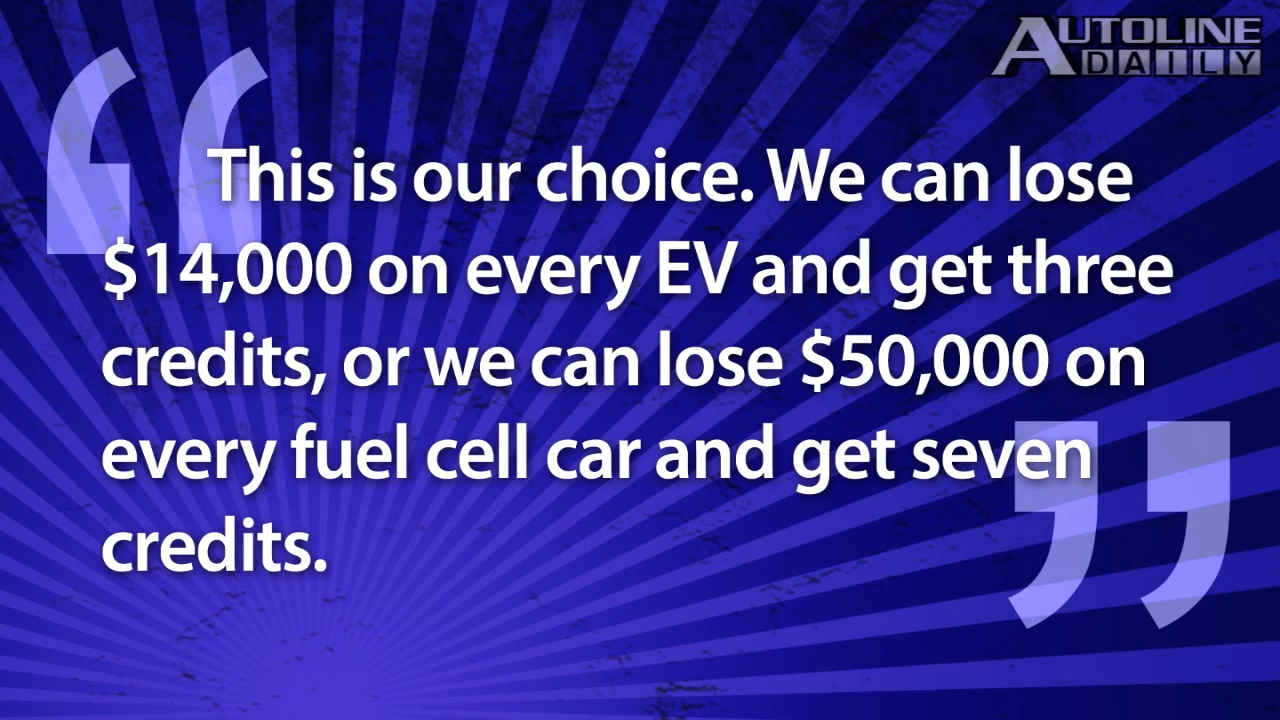 AUTOLINE
DAILY
“This is our choice. We can lose
$14,000 on every EV and get three
credits, or we can lose $50,000 on
every fuel cell car and get seven
credits.”